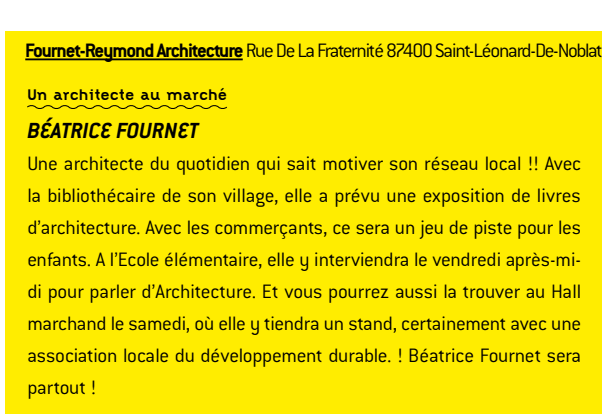 Fournet-Reymond Architecture Rue De La Fraternité 87400 Saint-Léonard-De-Noblat
Un architecte au marché
BÉATRICE FOURNET
Une architecte du quotidien qui sait motiver son réseau local !! Avec
la bibliothécaire de son village, elle a prévu une exposition de livres
d'architecture. Avec les commerçants, ce sera un jeu de piste pour les
enfants. A l'Ecole élémentaire, elle y interviendra le vendredi après-mi-
di pour parler d'Architecture. Et vous pourrez aussi la trouver au Hall
marchand le samedi, où elle y tiendra un stand, certainement avec une
association locale du développement durable. ! Béatrice Fournet sera
partout !